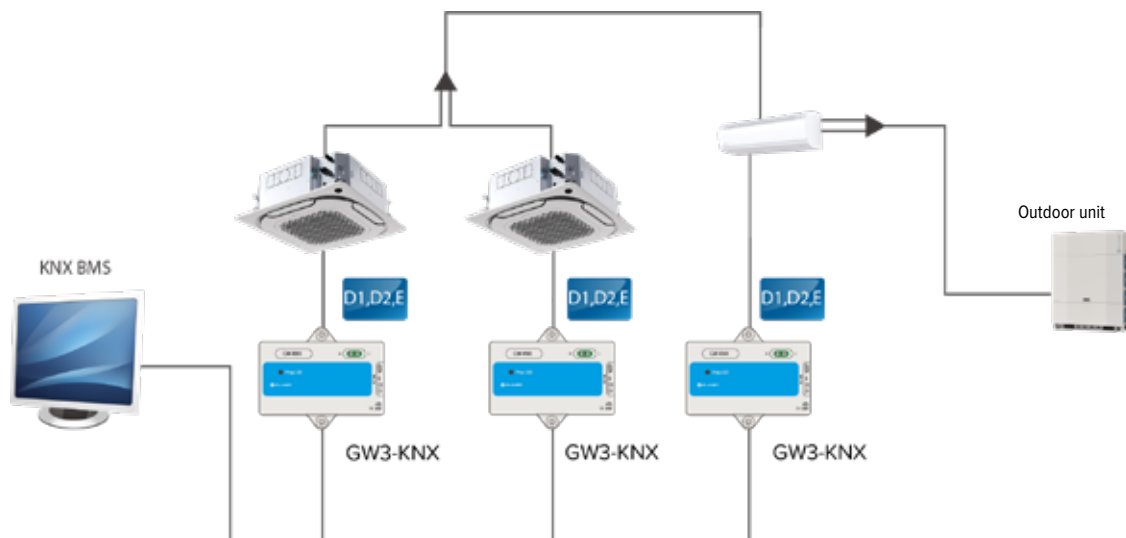 Outdoor unit
KNX BMS
D1,D2,E
D1,D2,E
D1,D2,E
GW3-KNX
GW3-KNX
GW3-KNX